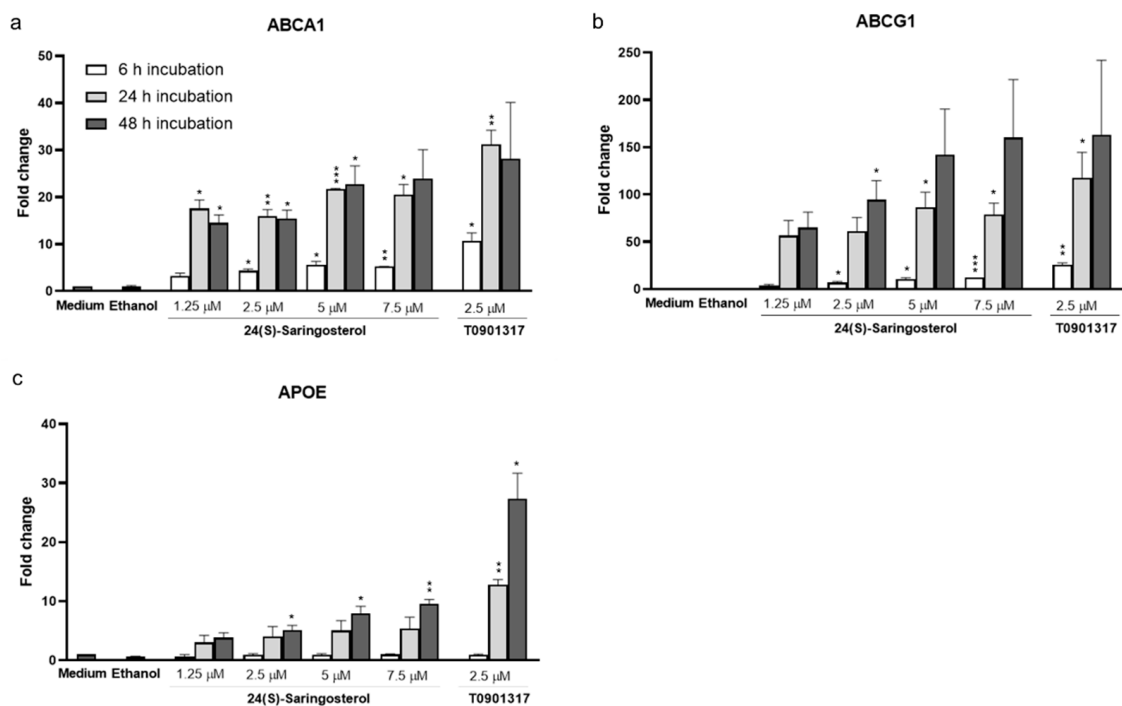 a
ABCA1
50
40
30
20
10
0
Fold change
6 h incubation
24 h incubation
48 h incubation
*
*
*
**
*
*
***
*
**
*
*
**
Medium Ethanol
1.25 μM 2.5 μM 5 μM 7.5 μM 2.5 μM
24(S)-Saringosterol T0901317
b
ABCG1
250
200
150
100
50
0
Fold change
*
*
*
*
***
*
**
*
Medium Ethanol
1.25 μM 2.5 μM 5 μM 7.5 μM 2.5 μM
24(S)-Saringosterol T0901317
c
APOE
40
30
20
10
0
Fold change
*
*
**
**
*
Medium Ethanol
1.25 μM 2.5 μM 5 μM 7.5 μM 2.5 μM
24(S)-Saringosterol T0901317